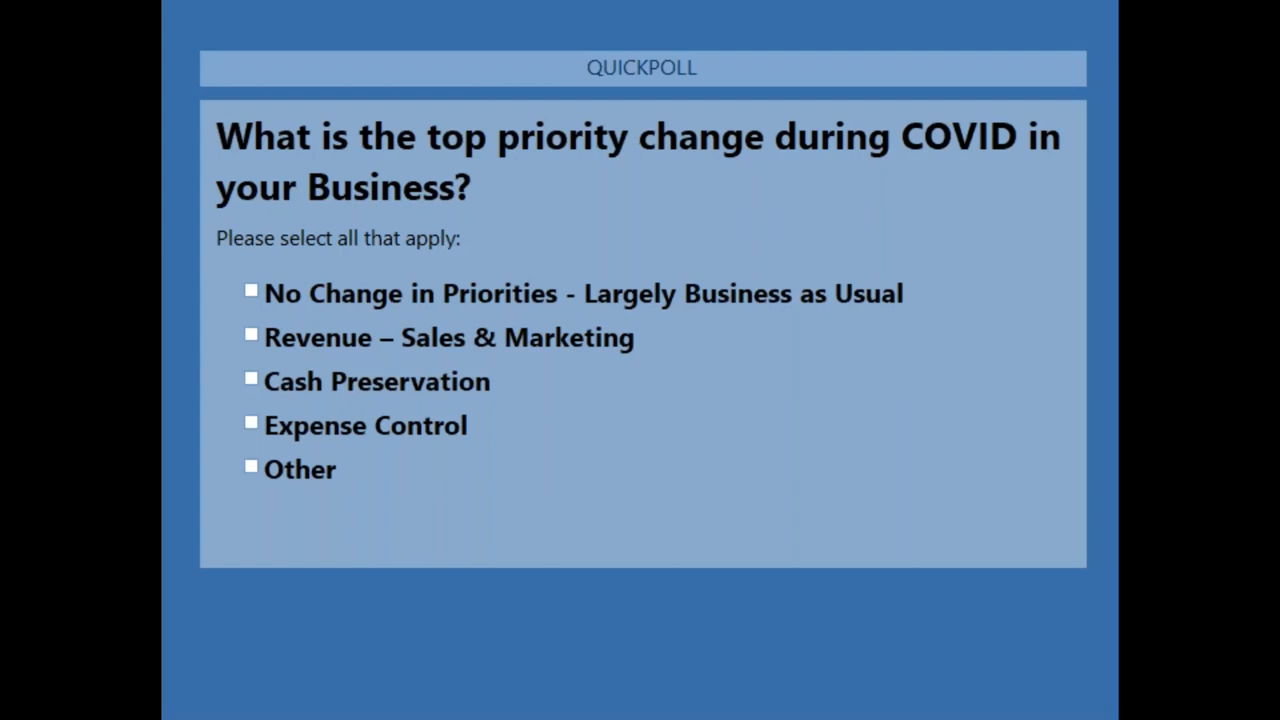 QUICKPOLL
What is the top priority change during COVID in
your Business?
Please select all that apply:
No Change in Priorities - Largely Business as Usual
Revenue – Sales & Marketing
Cash Preservation
Expense Control
Other